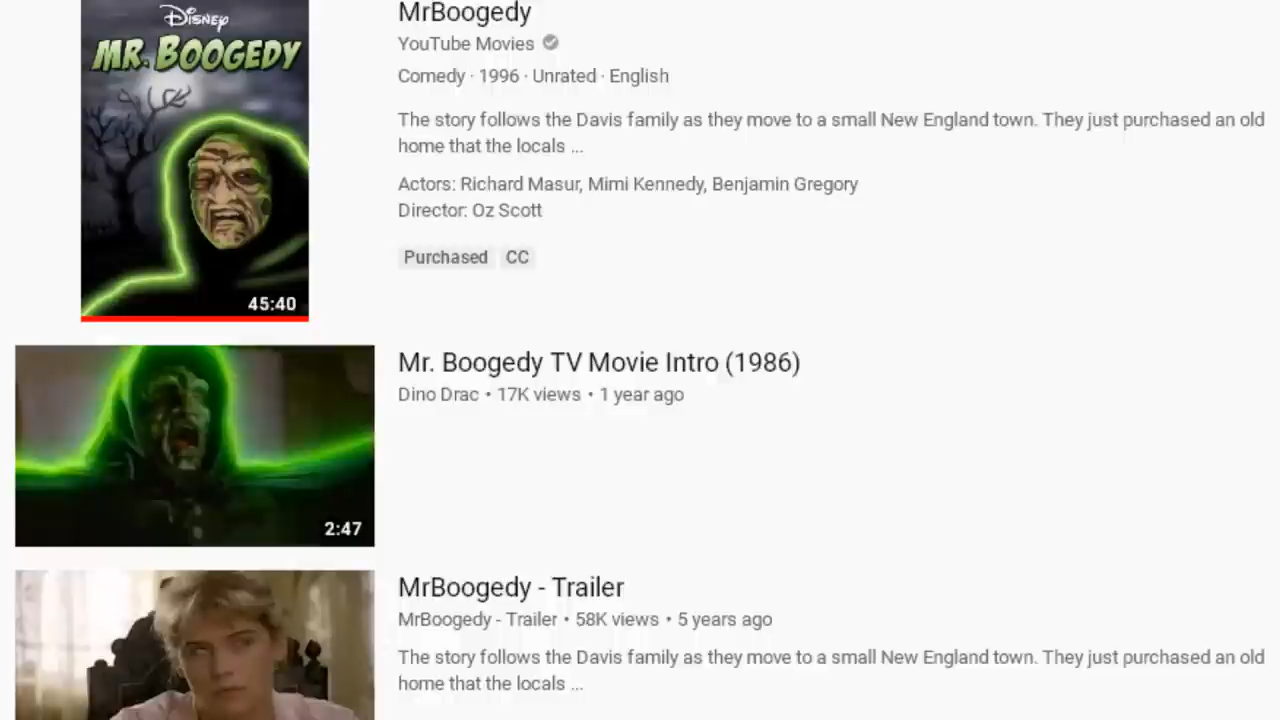 DISNEY
MR. BOOGEDY
45:40
MrBoogedy
YouTube Movies
Comedy · 1996 · Unrated · English
The story follows the Davis family as they move to a small New England town. They just purchased an old
home that the locals ...
Actors: Richard Masur, Mimi Kennedy, Benjamin Gregory
Director: Oz Scott
Purchased CC
2:47
Mr. Boogedy TV Movie Intro (1986)
Dino Drac • 17K views • 1 year ago
MrBoogedy - Trailer
MrBoogedy - Trailer • 58K views • 5 years ago
The story follows the Davis family as they move to a small New England town. They just purchased an old
home that the locals ...